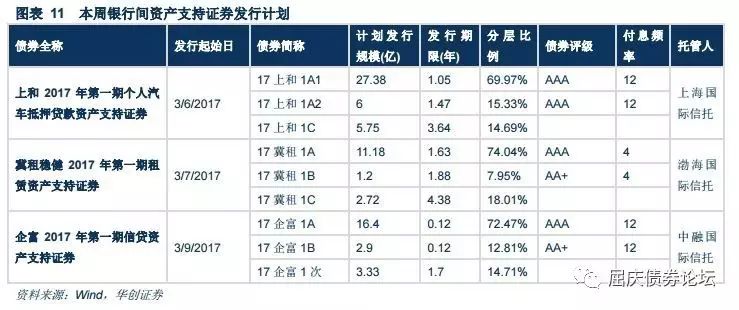 图表 11 本周银行间资产支持证券发行计划
债券全称 发行起始日 债券简称 计划发行规模(亿) 发行期限(年) 分层比例 债券评级 付息频率 托管人
上和 2017 年第一期个人汽车抵押贷款资产支持证券 3/6/2017 上海国际信托
17 上和 1A1 27.38 1.05 69.97% AAA 12
17 上和 1A2 6 1.47 15.33% AAA 12
17 上和 1C 5.75 3.64 14.69%
冀租稳健 2017 年第一期租赁资产支持证券 3/7/2017 渤海国际信托
17 冀租 1A 11.18 1.63 74.04% AAA 4
17 冀租 1B 1.2 1.88 7.95% AA+ 4
17 冀租 1C 2.72 4.38 18.01%
企富 2017 年第一期信贷资产支持证券 3/9/2017 中融国际信托
17 企富 1A 16.4 0.12 72.47% AAA 12
17 企富 1B 2.9 0.12 12.81% AA+ 12
17 企富 1 次 3.33 1.7 14.71%
资料来源：Wind，华创证券
屈庆债券论坛